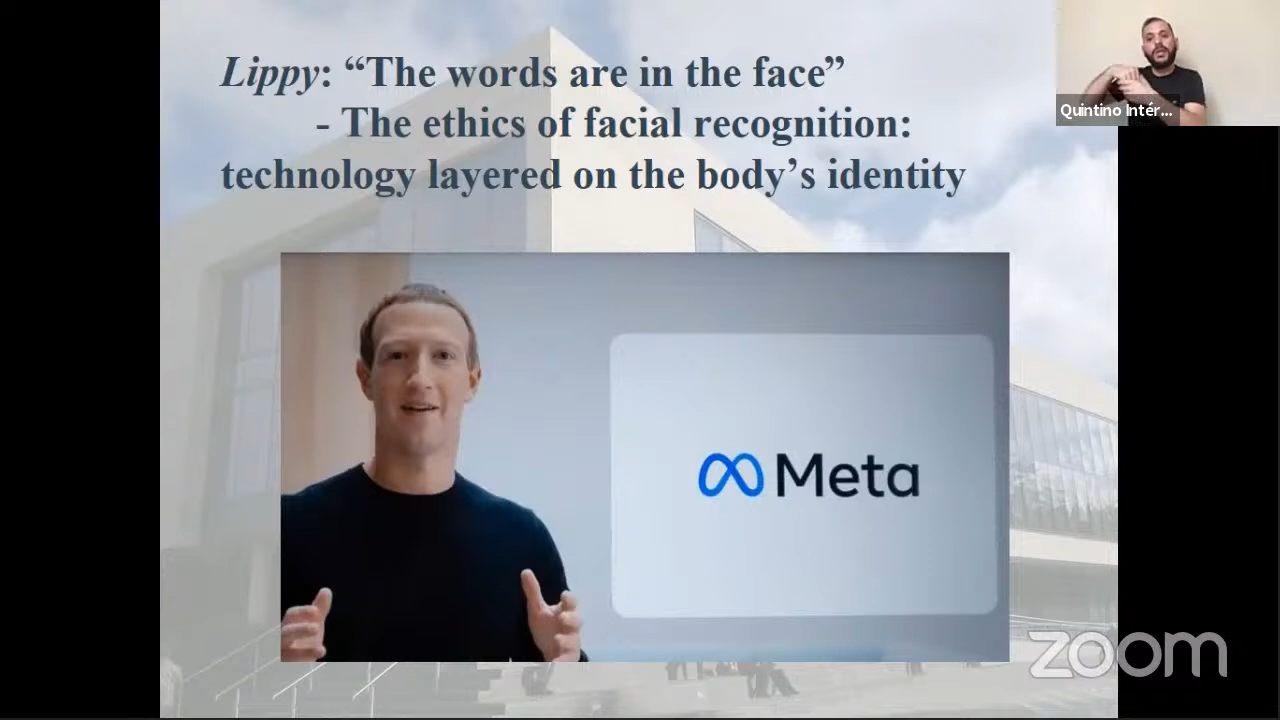 Lippy: “The words are in the face”
- The ethics of facial recognition:
technology layered on the body’s identity
Quintino Intér...
Meta
zoom